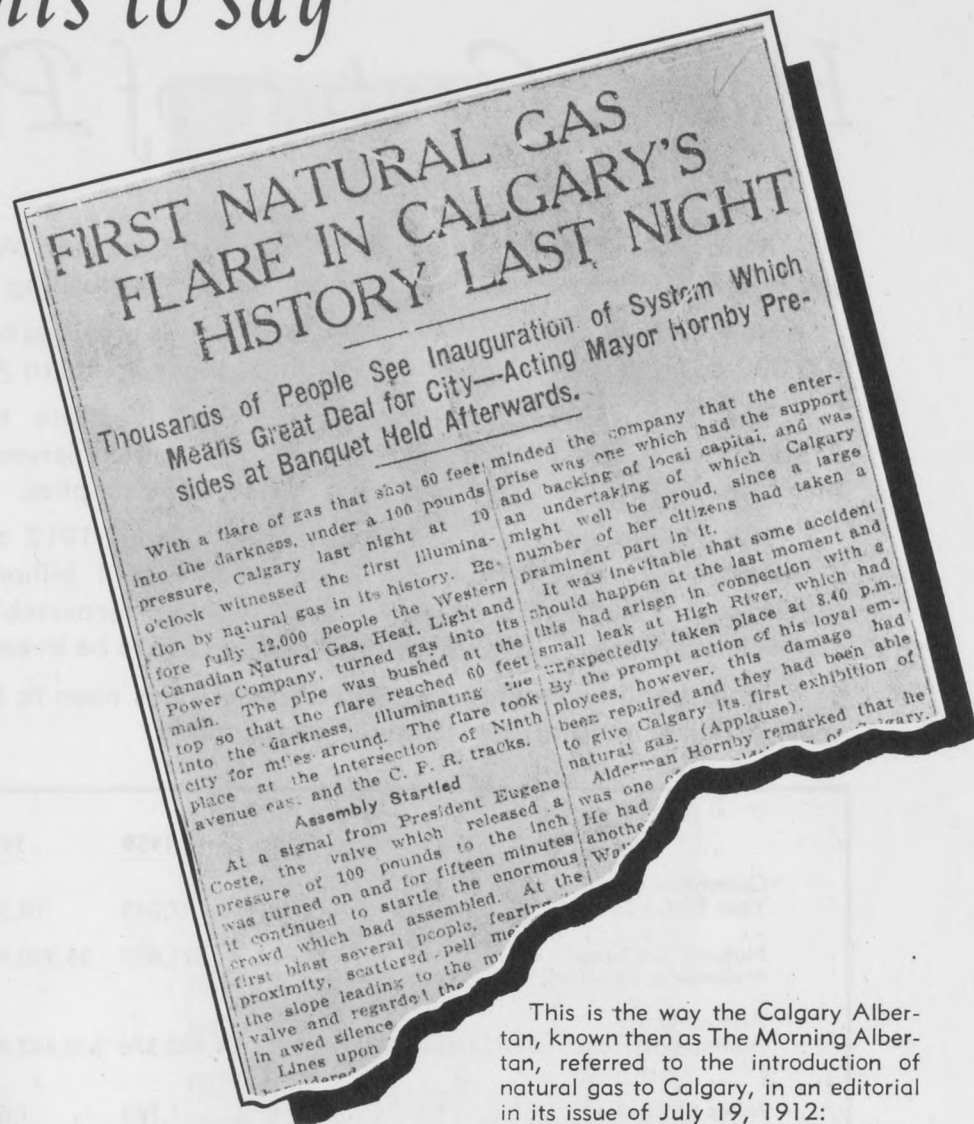 to say
FIRST NATURAL GAS
FLARE IN CALGARY'S
HISTORY LAST NIGHT
Thousands of People See Inauguration of System Which
Means Great Deal for City—Acting Mayor Hornby Pre-
sides at Banquet Held Afterwards.
With a flare of gas that shot 60 feet
into the darkness, under a 100 pounds
pressure, Calgary last night at 10
o'clock witnessed the first illumina-
tion by natural gas in its history. Be-
fore fully 12,000 people the Western
Canadian Natural Gas, Heat, Light and
Power Company, turned gas into its
main. The pipe was bushed at the
top so that the flare reached 60 feet
into the darkness, illuminating the
city for miles around. The flare took
place at the intersection of Ninth
avenue east and the C. P. R. tracks.
Assembly Startled
At a signal from President Eugene
Coste, the valve which released a
pressure of 100 pounds to the inch
was turned on and for fifteen minutes
it continued to startle the enormous
crowd which had assembled. At the
first blast several people, fearing
proximity, scattered pell
the slope leading to the
valve and regarded the
in awed silence
Lines upon
minded the company that the enter-
prise was one which had the support
and backing of local capital, and was
an undertaking of which Calgary
might well be proud, since a large
number of her citizens had taken a
prominent part in it.
It was inevitable that some accident
should happen at the last moment and
this had arisen in connection with a
small leak at High River, which had
unexpectedly taken place at 8.40 p.m.
By the prompt action of his loyal em-
ployees, however, this damage had
been repaired and they had been able
to give Calgary its first exhibition of
natural gas. (Applause).
Alderman Hornby remarked that he
was one of Calgary.
He had
another
This is the way the Calgary Alber-
tan, known then as The Morning Alber-
tan, referred to the introduction of
natural gas to Calgary, in an editorial
in its issue of July 19, 1912: